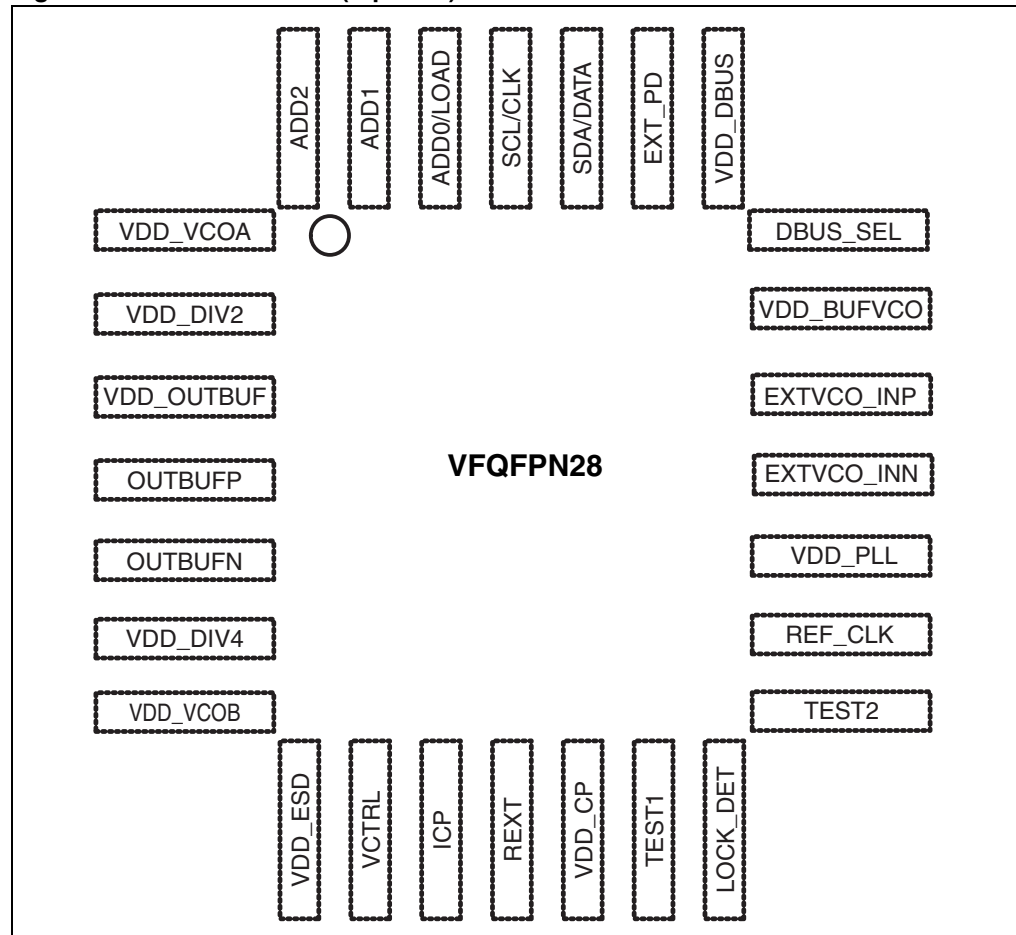 ADD2
ADD1
ADD0/LOAD
SCL/CLK
SDA/DATA
EXT_PD
VDD_DBUS
VDD_VCOA
DBUS_SEL
VDD_DIV2
VDD_BUFVCO
VDD_OUTBUF
EXTVCO_INP
OUTBUFP
VFQFPN28
EXTVCO_INN
OUTBUFN
VDD_PLL
VDD_DIV4
REF_CLK
VDD_VCOB
TEST2
VDD_ESD
VCTRL
ICP
REXT
VDD_CP
TEST1
LOCK_DET